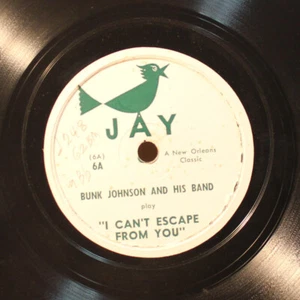 JAY
(6A)
6A
A New Orleans
Classic
BUNK JOHNSON AND HIS BAND
play
"I CAN'T ESCAPE
FROM YOU"